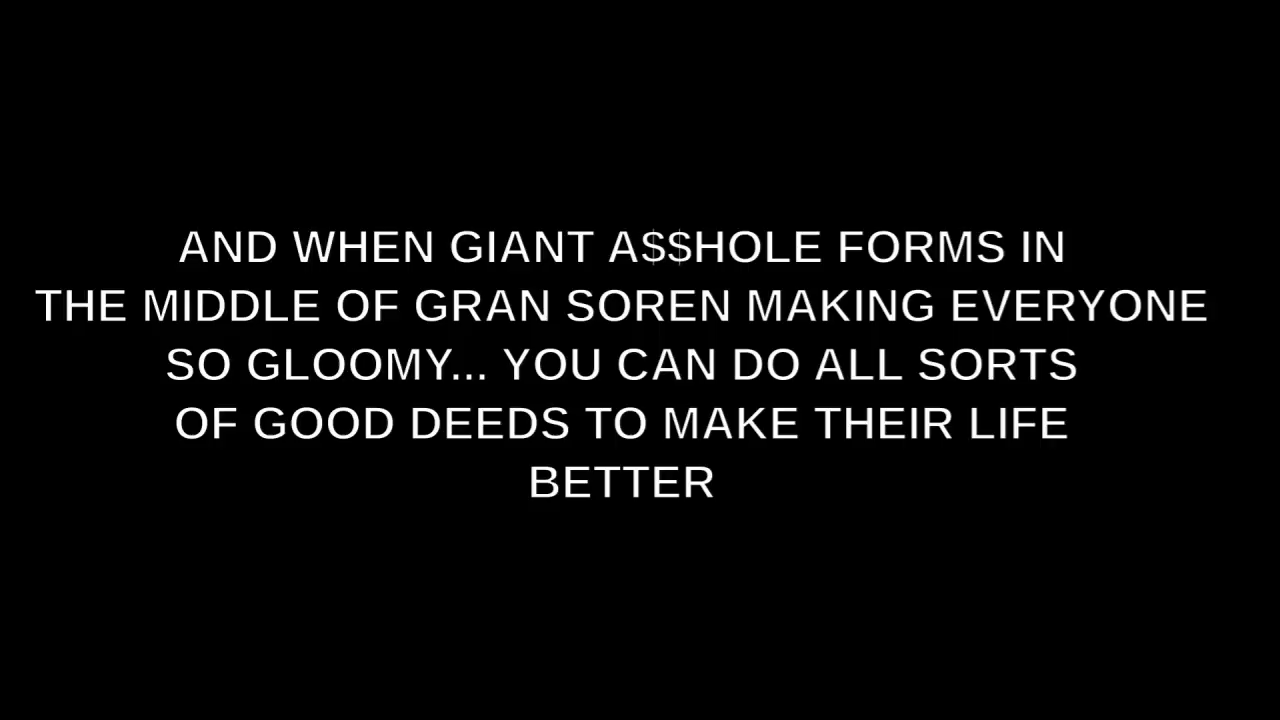 AND WHEN GIANT A$$HOLE FORMS IN
THE MIDDLE OF GRAN SOREN MAKING EVERYONE
SO GLOOMY... YOU CAN DO ALL SORTS
OF GOOD DEEDS TO MAKE THEIR LIFE
BETTER